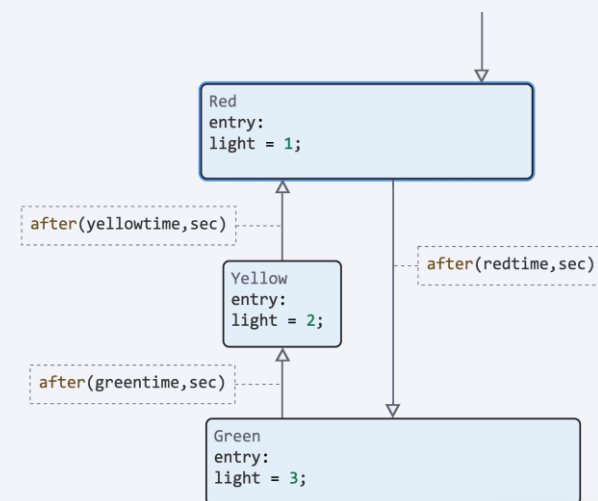 Red
entry:
light = 1;
after(yellowtime,sec)
after(redtime,sec)
Yellow
entry:
light = 2;
after(greentime,sec)
Green
entry:
light = 3;